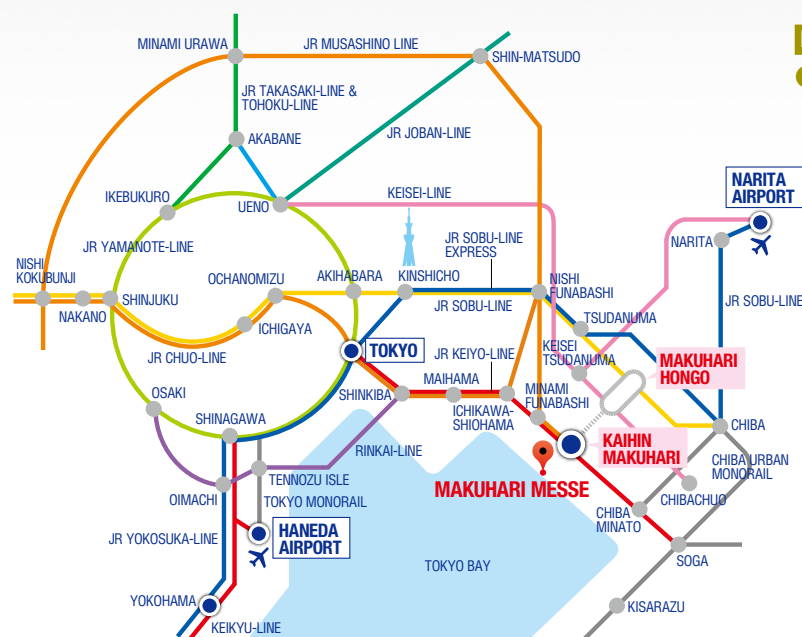 MINAMI URAWA
JR MUSASHINO LINE
SHIN-MATSUDO
JR TAKASAKI-LINE &
TOHOKU-LINE
AKABANE
JR JOBAN-LINE
IKEBUKURO
UENO
KEISEI-LINE
NARITA
AIRPORT
JR YAMANOTE-LINE
JR SOBU-LINE
EXPRESS
NARITA
NISHI
KOKUBUNJI
NAKANO
SHINJUKU
OCHANOMIZU
AKIHABARA
KINSHICHO
JR SOBU-LINE
NISHI
FUNABASHI
JR SOBU-LINE
ICHIGAYA
TSUDANUMA
JR CHUO-LINE
TOKYO
JR KEIYO-LINE
KEISEI
TSUDANUMA
MAKUHARI
HONGO
OSAKI
SHINKIBA
MAIHAMA
ICHIKAWA-
SHIOHAMA
MINAMI
FUNABASHI
SHINAGAWA
KAIHIN
MAKUHARI
CHIBA
RINKAI-LINE
CHIBA URBAN
MONORAIL
OIMACHI
TENNOZU ISLE
TOKYO MONORAIL
MAKUHARI MESSE
CHIBACHUO
CHIBA
MINATO
JR YOKOSUKA-LINE
HANEDA
AIRPORT
TOKYO BAY
SOGA
YOKOHAMA
KEIKYU-LINE
KISARAZU